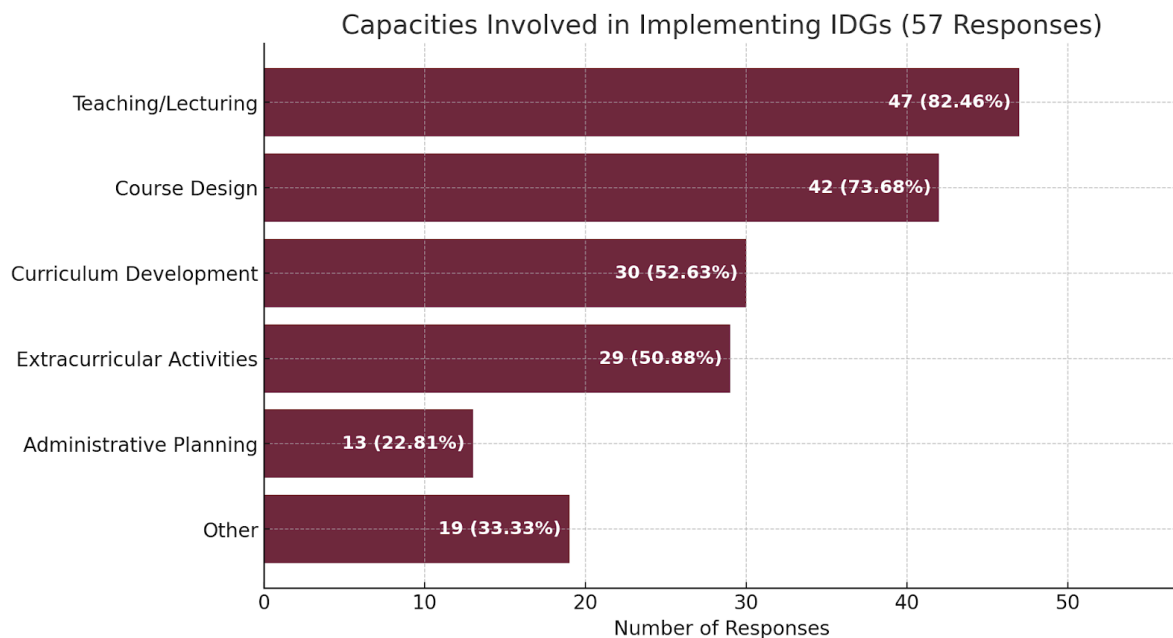 Capacities Involved in Implementing IDGs (57 Responses)
Teaching/Lecturing 47 (82.46%)
Course Design 42 (73.68%)
Curriculum Development 30 (52.63%)
Extracurricular Activities 29 (50.88%)
Administrative Planning 13 (22.81%)
Other 19 (33.33%)
0 10 20 30 40 50
Number of Responses